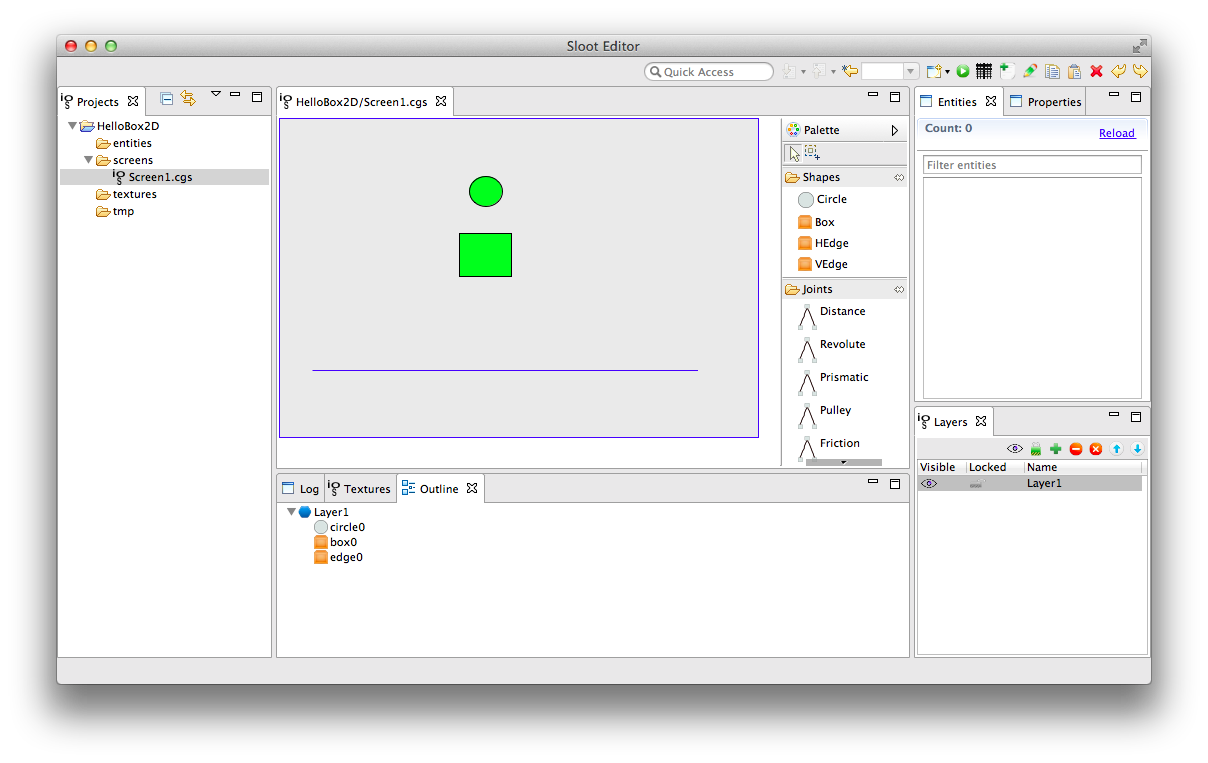 Sloot Editor
Quick Access
Projects
HelloBox2D
entities
screens
Screen1.cgs
textures
tmp
HelloBox2D/Screen1.cgs
Palette
Shapes
Circle
Box
HEdge
VEdge
Joints
Distance
Revolute
Prismatic
Pulley
Friction
Entities Properties
Count: 0
Reload
Filter entities
Layers
Visible Locked Name
Layer1
Log Textures Outline
Layer1
circle0
box0
edge0